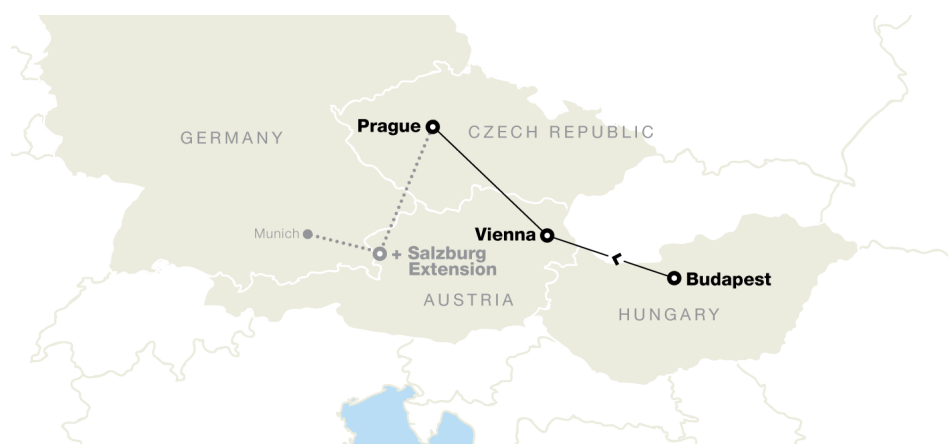 Prague
CZECH REPUBLIC
GERMANY
Munich
Vienna
+ Salzburg
Extension
Budapest
AUSTRIA
HUNGARY